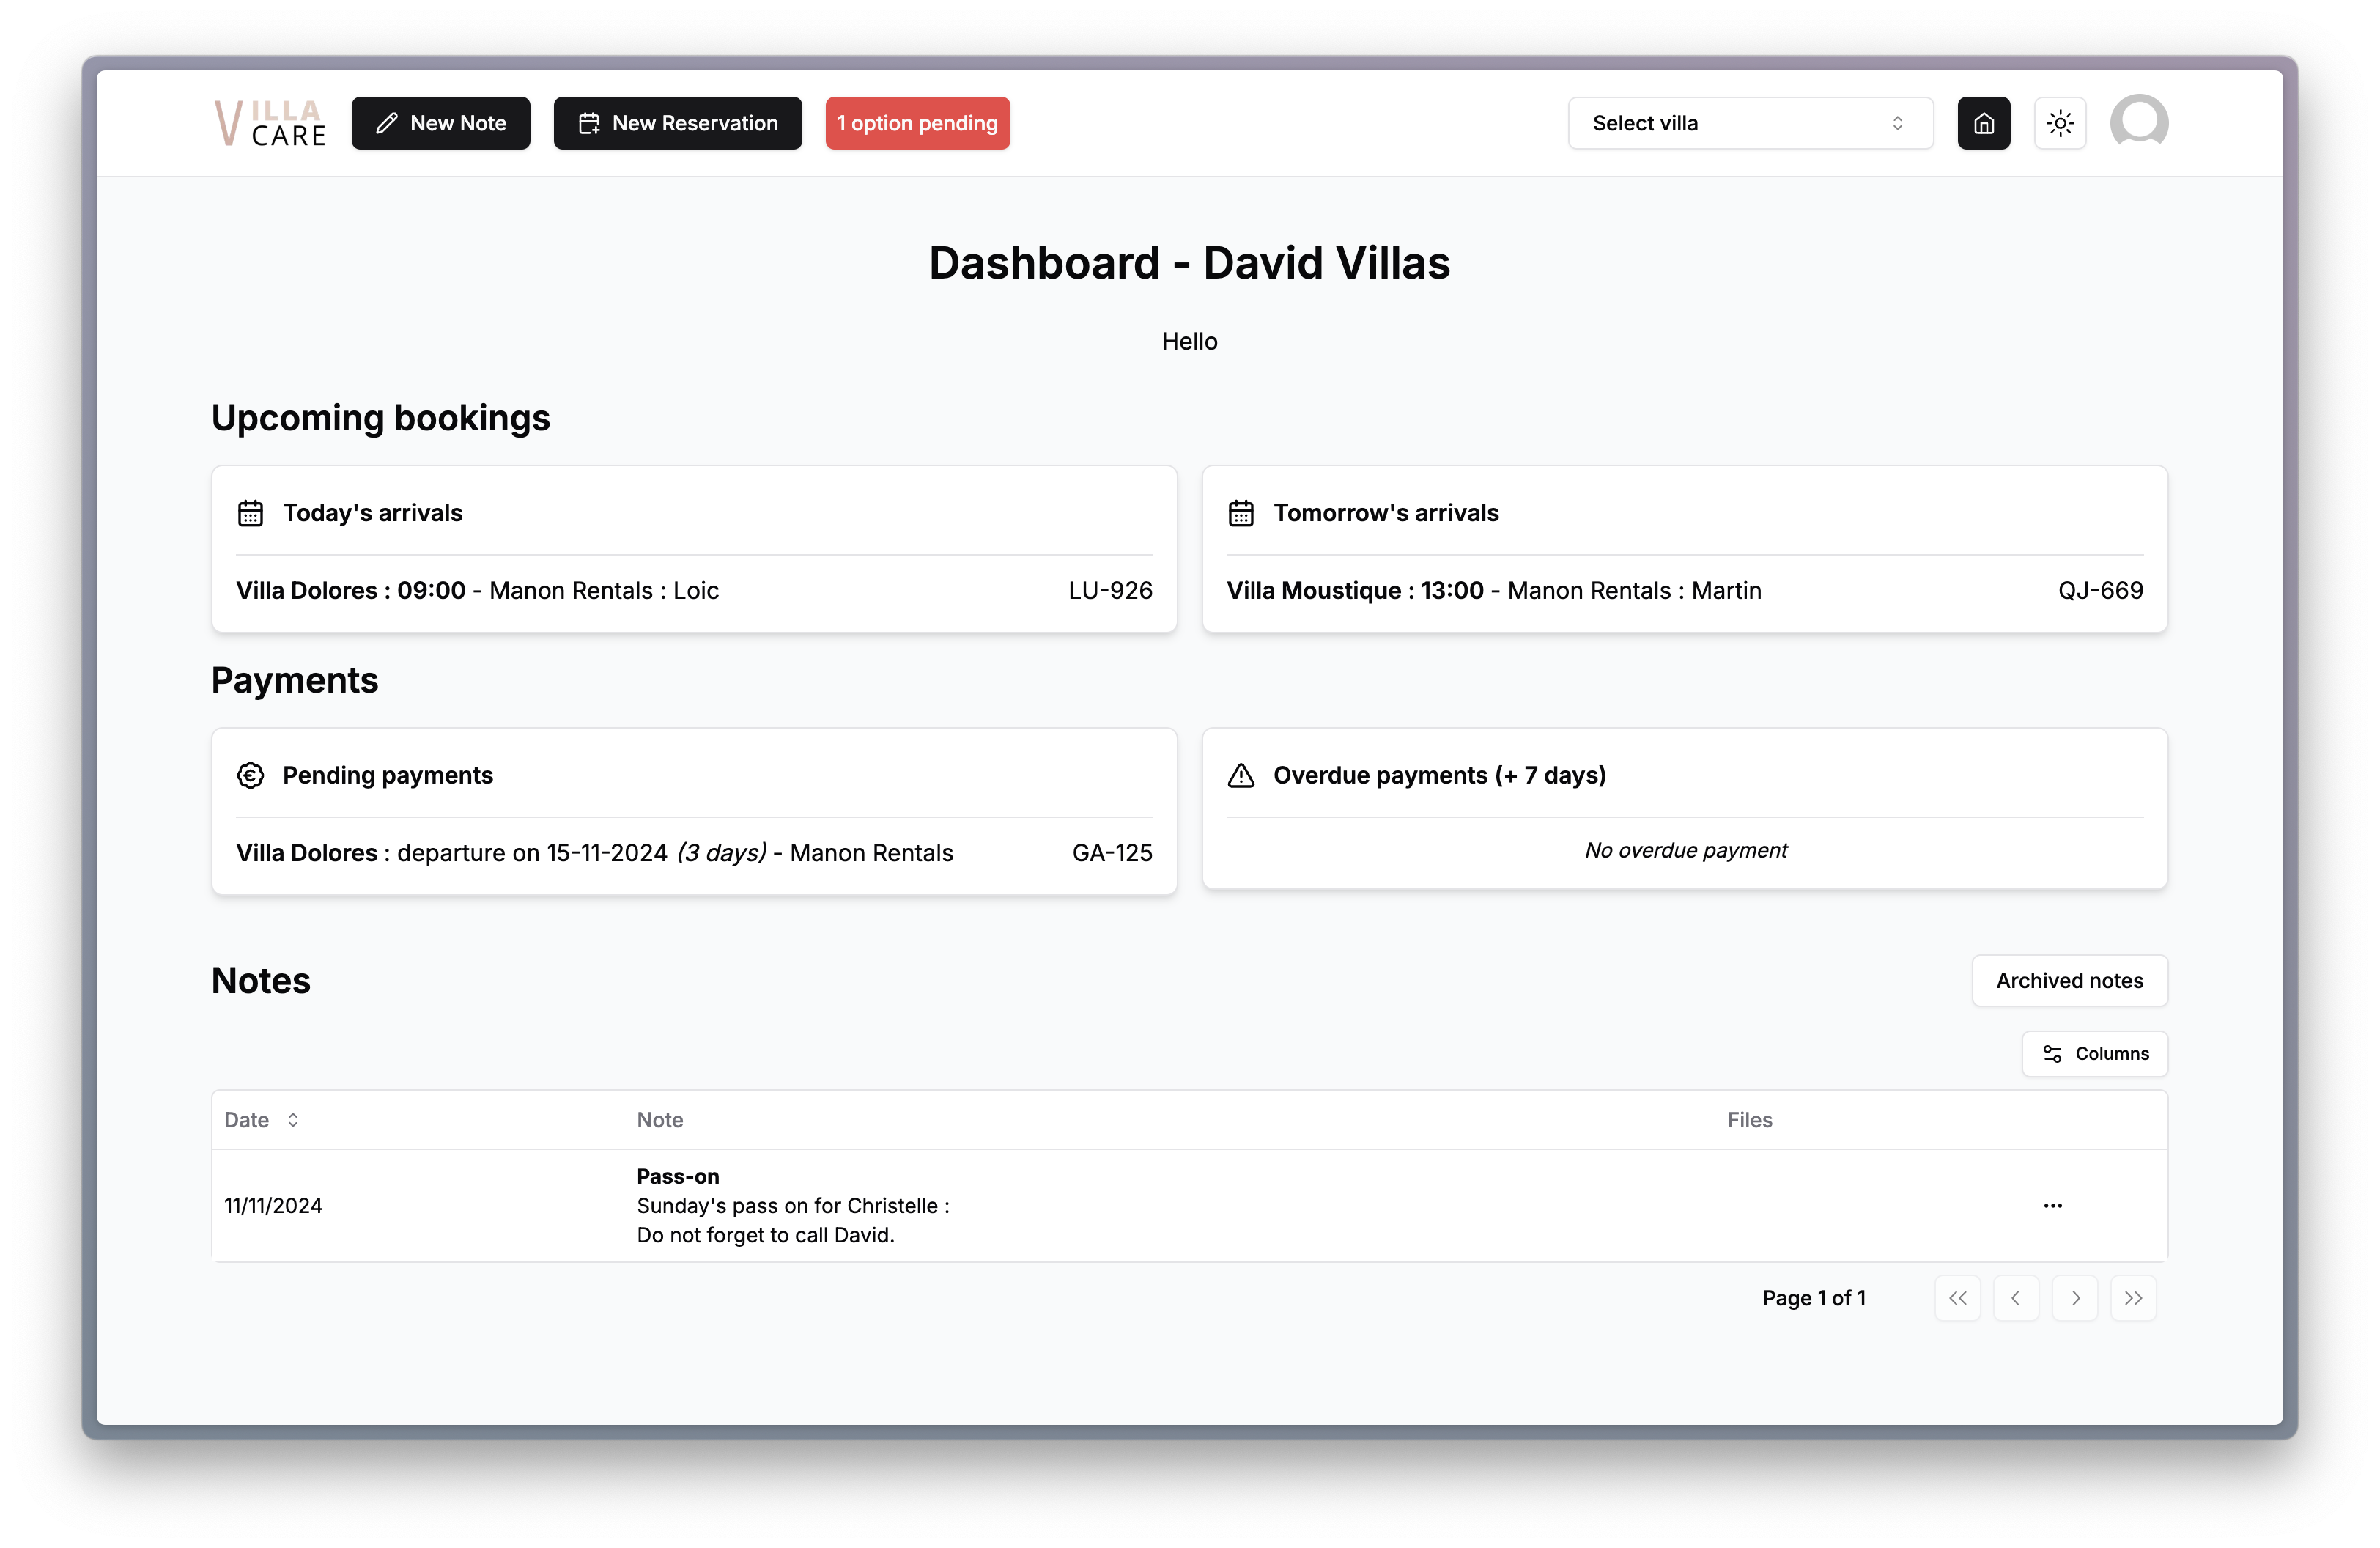 VILLA
CARE
New Note
New Reservation
1 option pending
Select villa
Dashboard - David Villas
Hello
Upcoming bookings
Today's arrivals
Villa Dolores : 09:00 - Manon Rentals : Loic LU-926
Tomorrow's arrivals
Villa Moustique : 13:00 - Manon Rentals : Martin QJ-669
Payments
Pending payments
Villa Dolores : departure on 15-11-2024 (3 days) - Manon Rentals GA-125
Overdue payments (+ 7 days)
No overdue payment
Notes
Archived notes
Columns
Date Note Files
11/11/2024
Pass-on
Sunday's pass on for Christelle :
Do not forget to call David.
Page 1 of 1